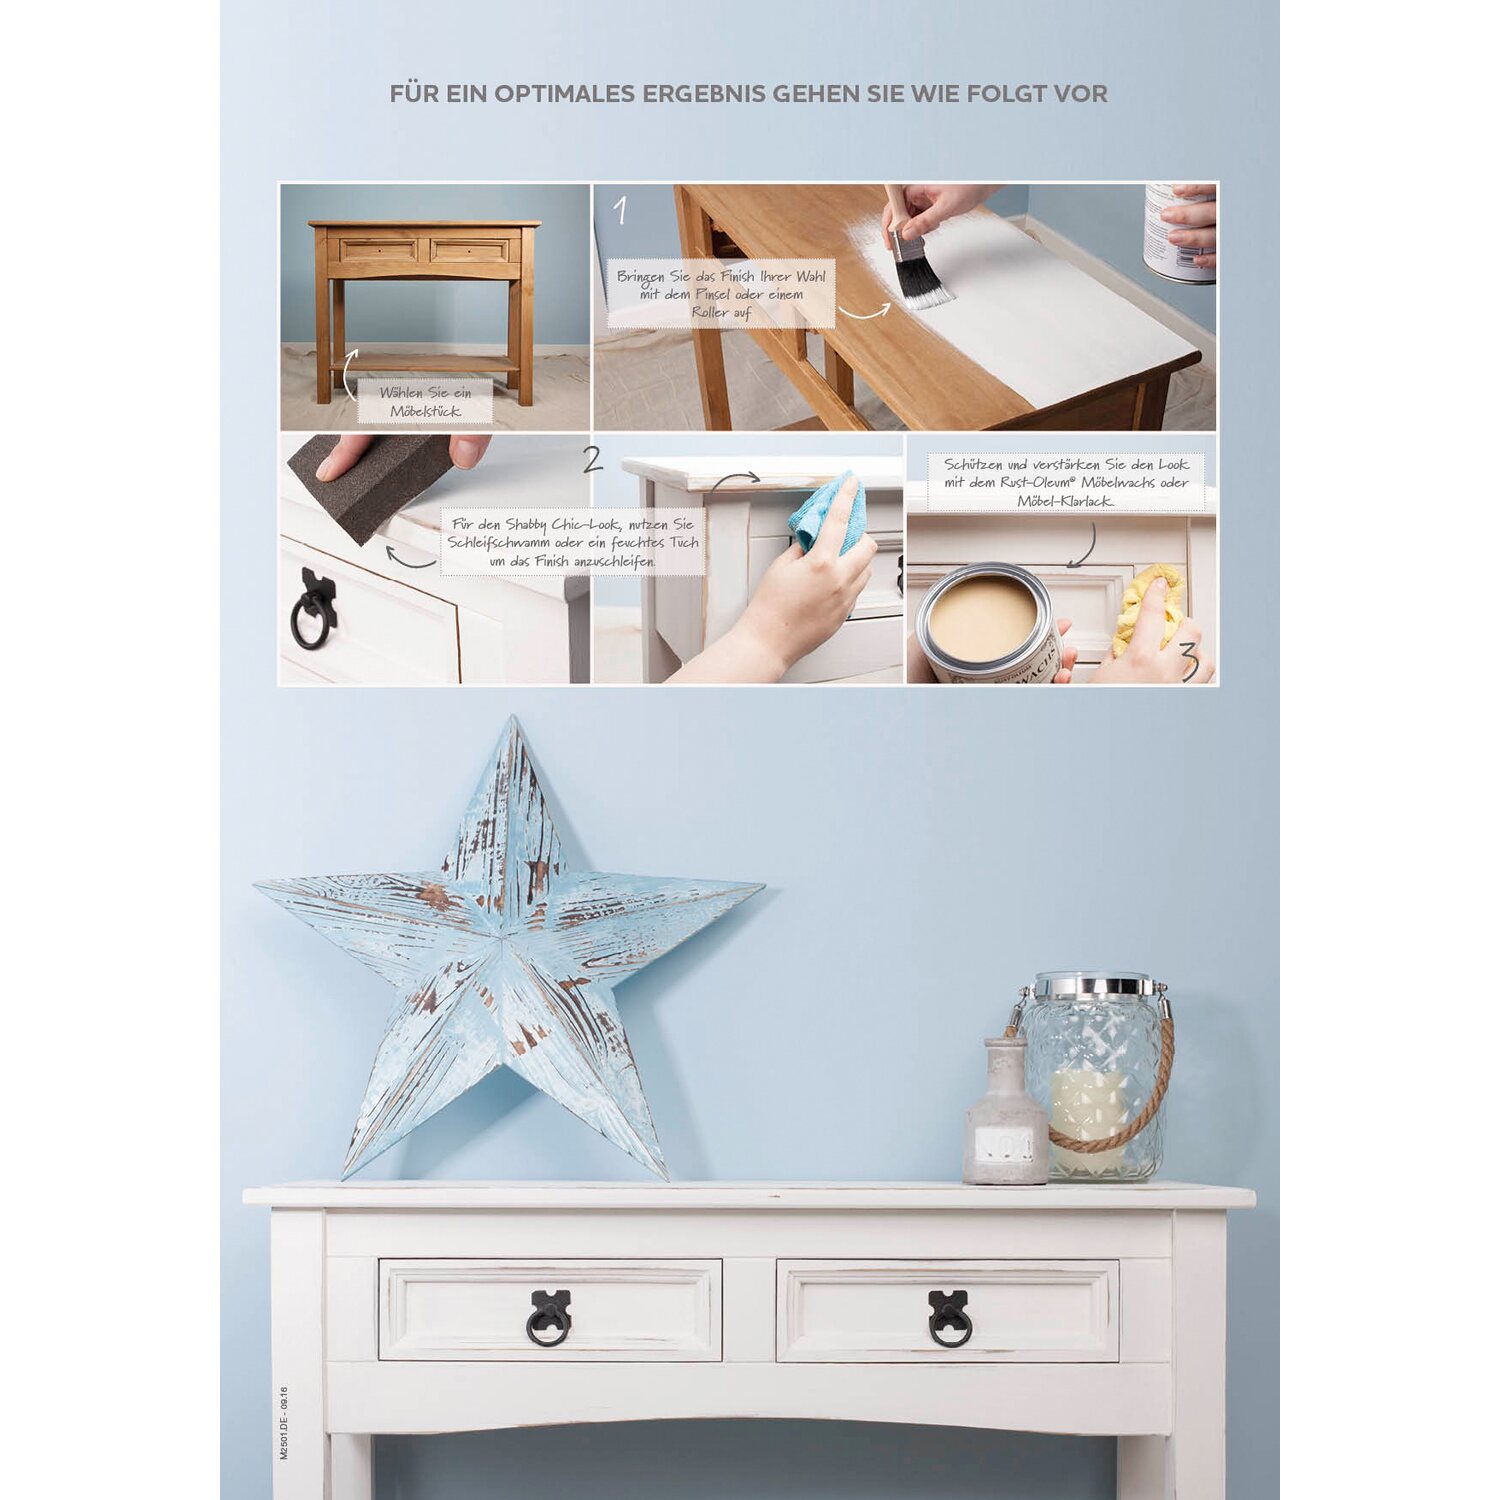 FÜR EIN OPTIMALES ERGEBNIS GEHEN SIE WIE FOLGT VOR
Wählen Sie ein
Möbelstück.
1
Bringen Sie das Finish Ihrer Wahl
mit dem Pinsel oder einem
Roller auf
2
Für den Shabby Chic-Look, nutzen Sie
Schleifschwamm oder ein feuchtes Tuch
um das Finish anzuschleifen.
Schützen und verstärken Sie den Look
mit dem Rust-Oleum® Möbelwachs oder
Möbel-Klarlack.
3
M2501.DE - 09.16